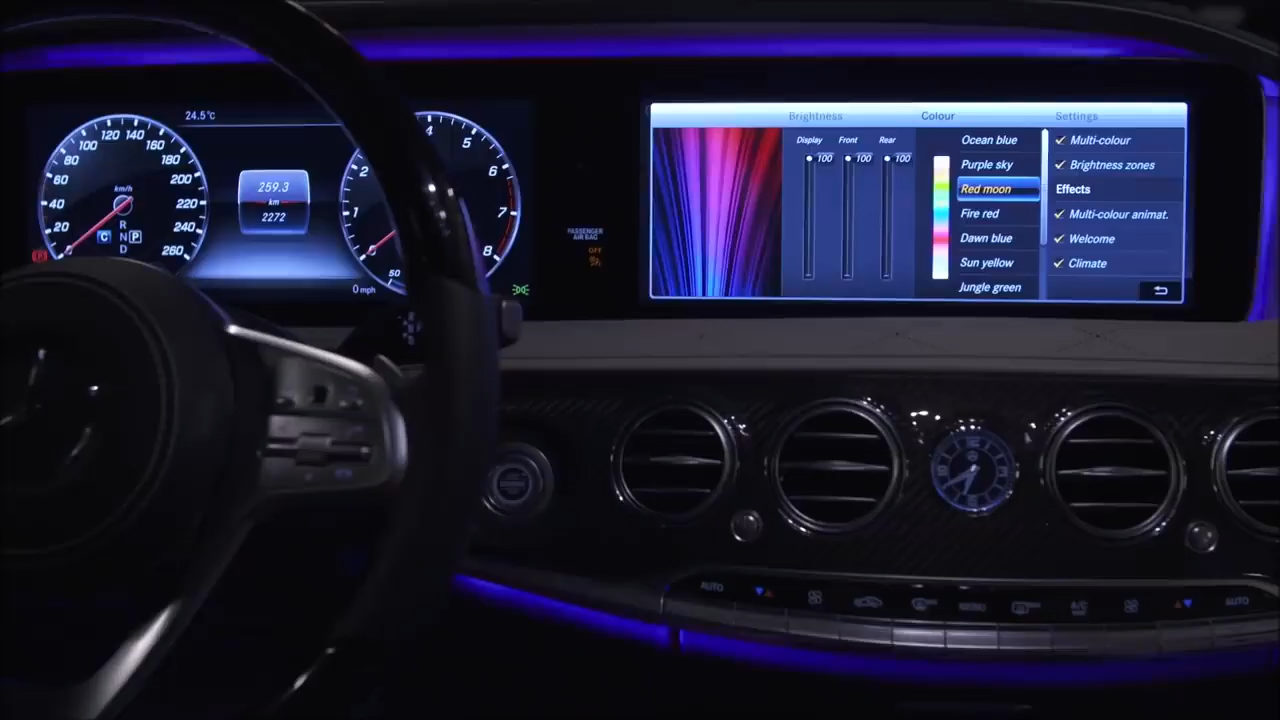 24.5°C
20
40
60
80
100
120
140
160
180
200
220
240
260
km/h
R
N
D
C
P
259.3
km
2272
1
2
4
5
6
7
8
50
0 mph
PASSENGER
AIR BAG
OFF
Brightness
Colour
Settings
Display
Front
Rear
100
100
100
Ocean blue
Purple sky
Red moon
Fire red
Dawn blue
Sun yellow
Jungle green
Multi-colour
Brightness zones
Effects
Multi-colour animat.
Welcome
Climate
AUTO
MENU
A/C
AUTO